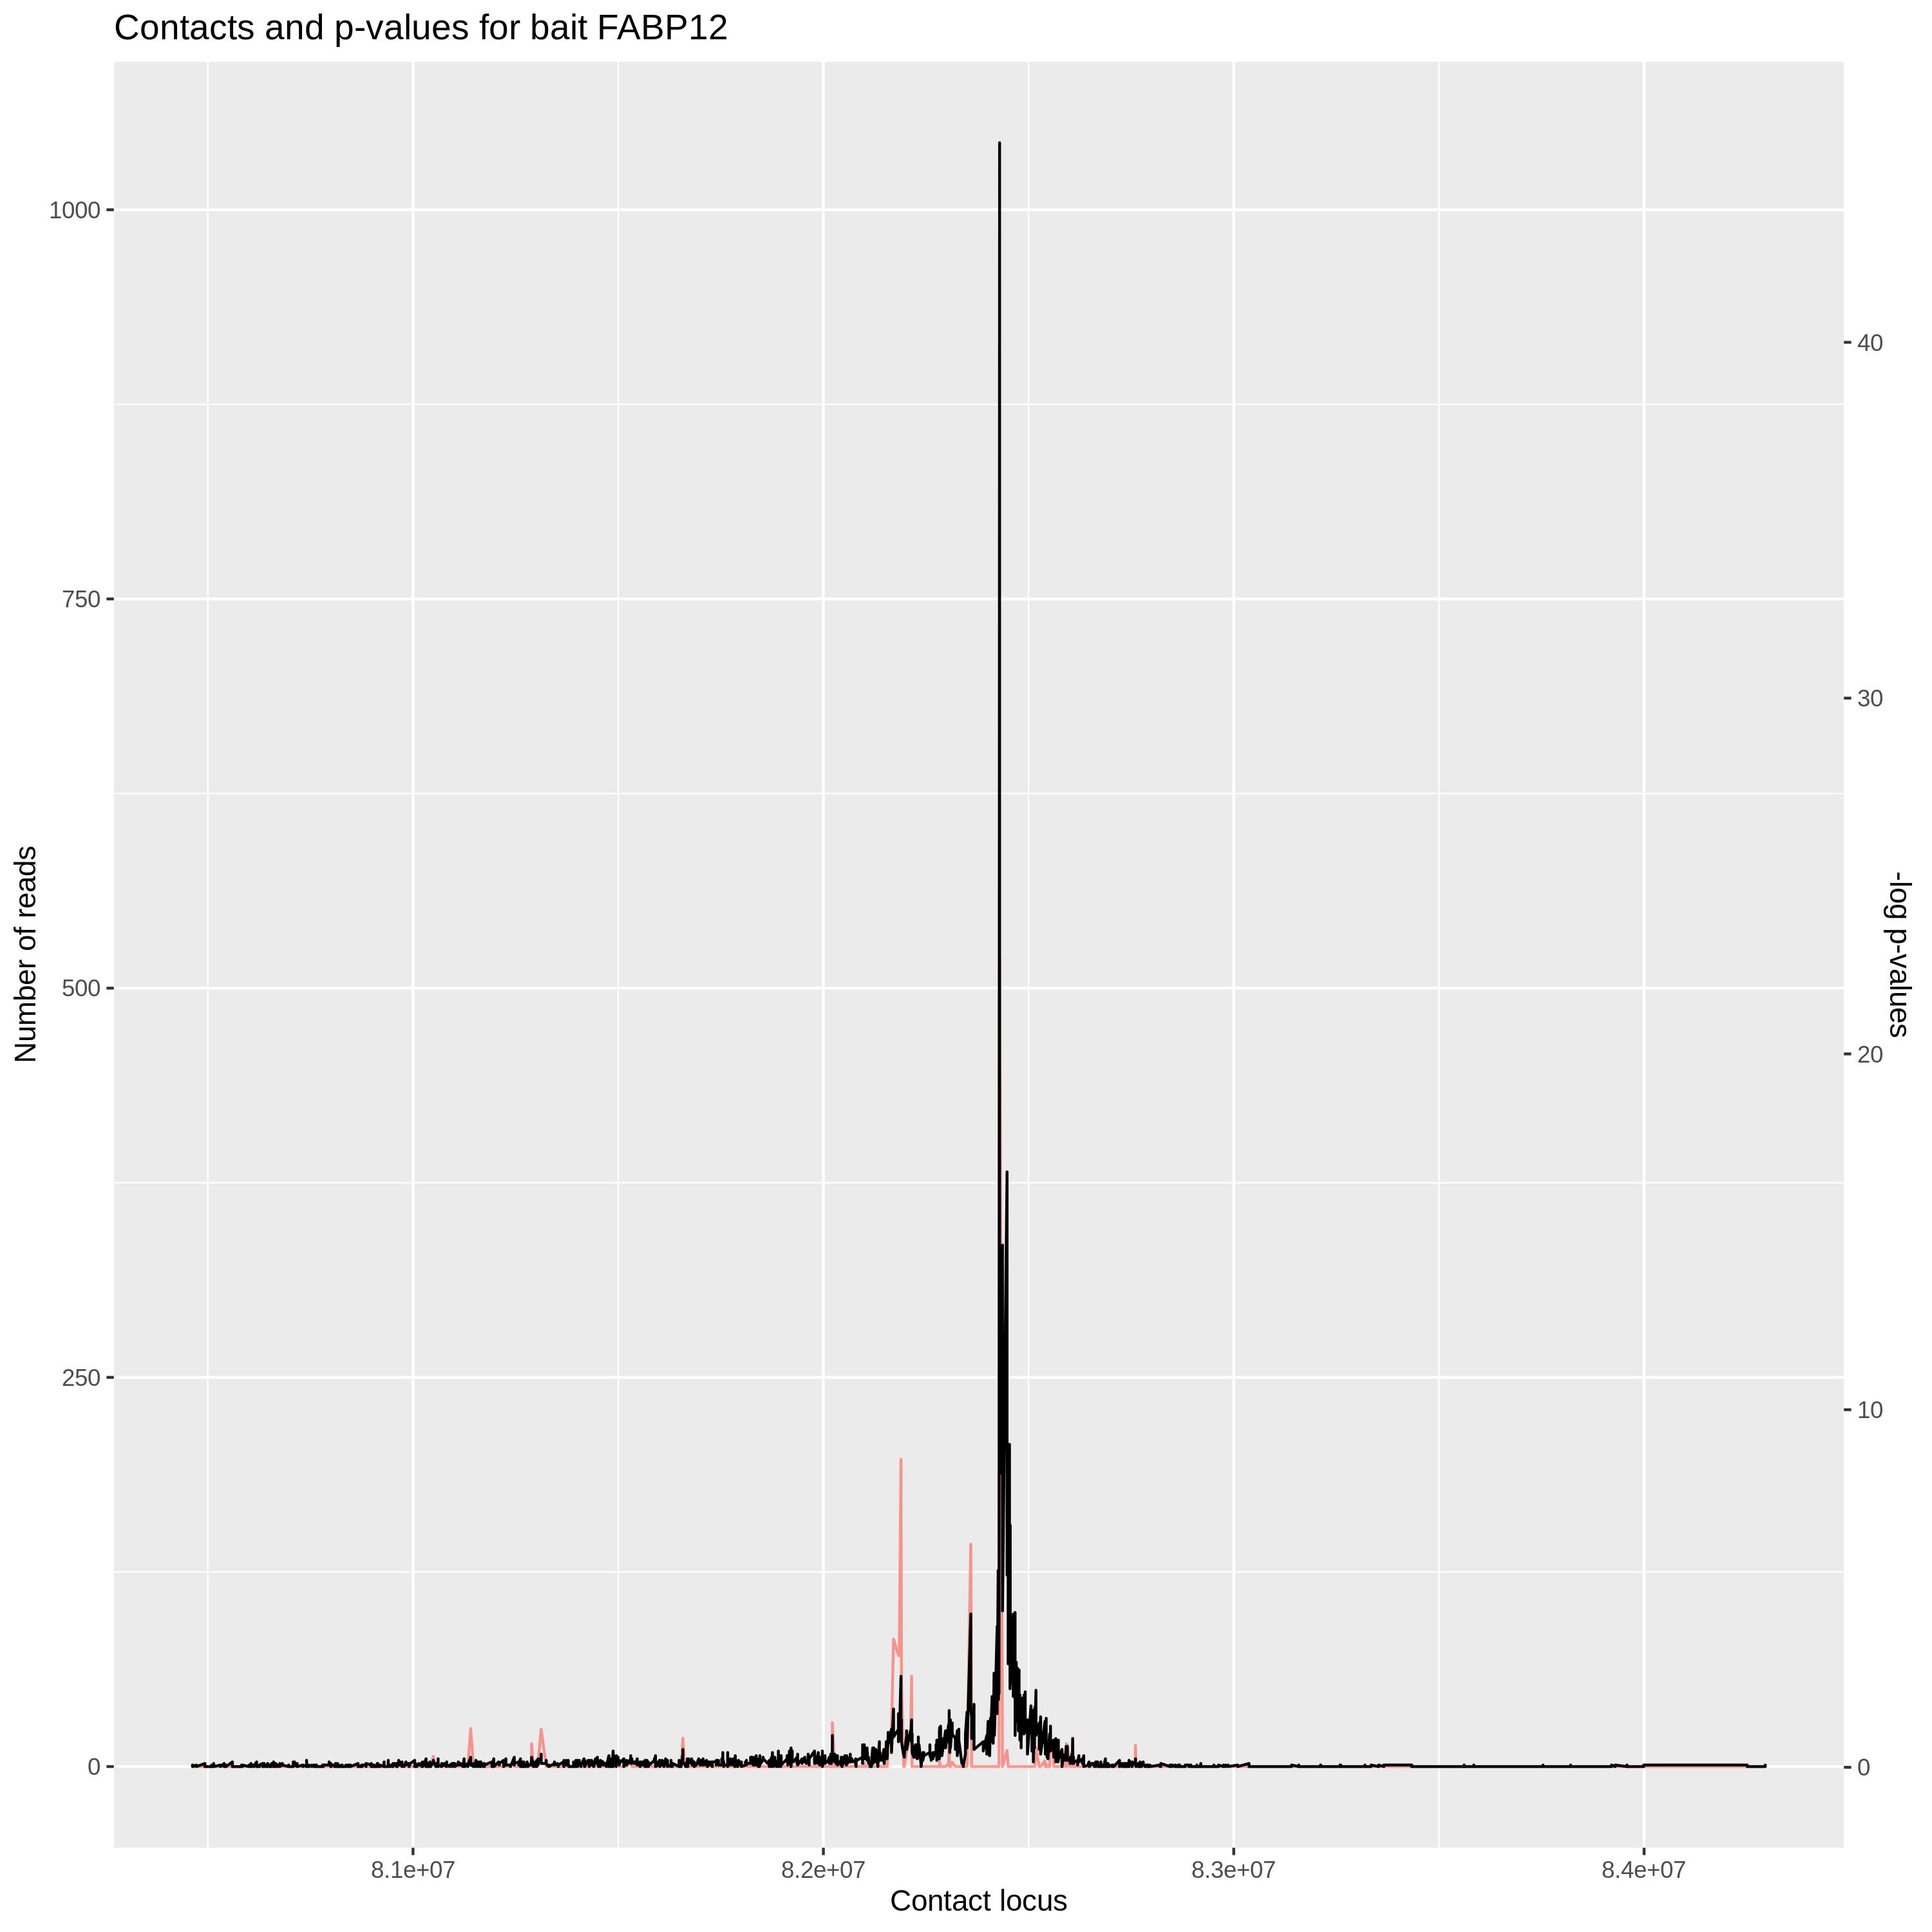 Contacts and p-values for bait FABP12
1000
750
500
250
0
40
30
20
10
0
Number of reads
-log p-values
8.1e+07 8.2e+07 8.3e+07 8.4e+07
Contact locus